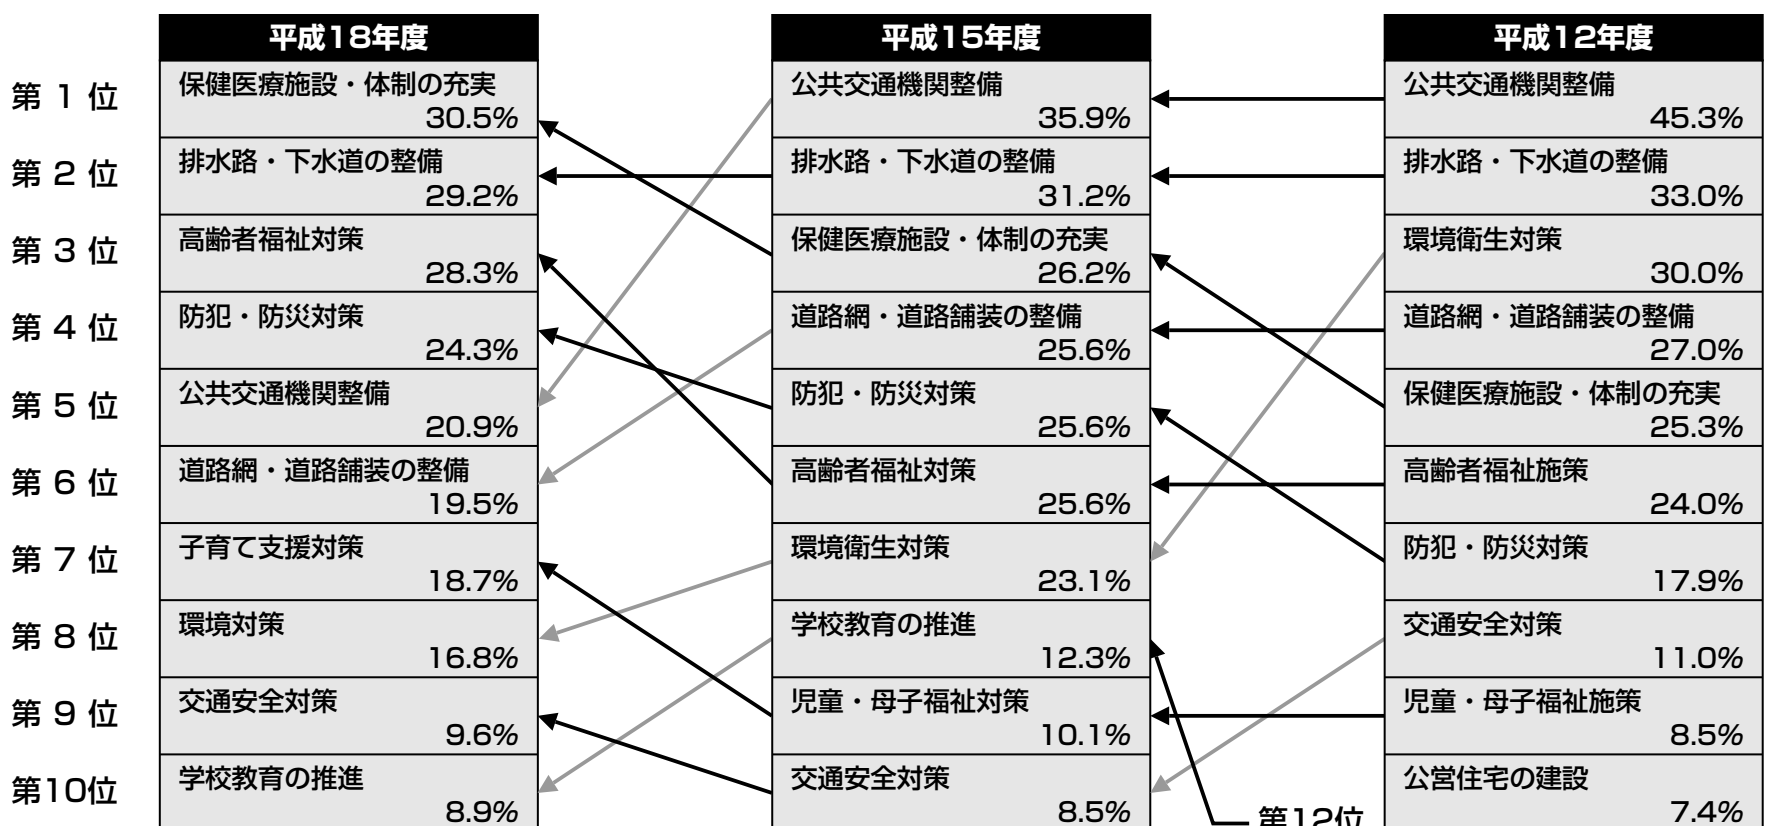 平成18年度
平成15年度
平成12年度
第 1 位
保健医療施設・体制の充実
30.5%
公共交通機関整備
35.9%
公共交通機関整備
45.3%
第 2 位
排水路・下水道の整備
29.2%
排水路・下水道の整備
31.2%
排水路・下水道の整備
33.0%
第 3 位
高齢者福祉対策
28.3%
保健医療施設・体制の充実
26.2%
環境衛生対策
30.0%
第 4 位
防犯・防災対策
24.3%
道路網・道路舗装の整備
25.6%
道路網・道路舗装の整備
27.0%
第 5 位
公共交通機関整備
20.9%
防犯・防災対策
25.6%
保健医療施設・体制の充実
25.3%
第 6 位
道路網・道路舗装の整備
19.5%
高齢者福祉対策
25.6%
高齢者福祉施策
24.0%
第 7 位
子育て支援対策
18.7%
環境衛生対策
23.1%
防犯・防災対策
17.9%
第 8 位
環境対策
16.8%
学校教育の推進
12.3%
交通安全対策
11.0%
第 9 位
交通安全対策
9.6%
児童・母子福祉対策
10.1%
児童・母子福祉施策
8.5%
第10位
学校教育の推進
8.9%
交通安全対策
8.5%
公営住宅の建設
7.4%
第12位